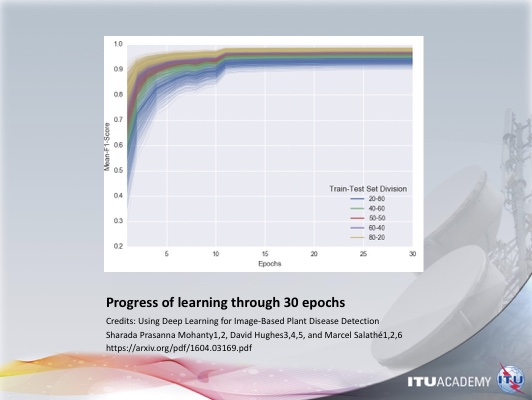 1.0
0.9
0.8
0.7
0.6
0.5
0.4
0.3
0.2
Mean-F1-Score
5
10
15
20
25
30
Epochs
Train-Test Set Division
20-80
40-60
50-50
60-40
80-20
Progress of learning through 30 epochs
Credits: Using Deep Learning for Image-Based Plant Disease Detection
Sharada Prasanna Mohanty1,2, David Hughes3,4,5, and Marcel Salathé1,2,6
https://arxiv.org/pdf/1604.03169.pdf
ITUACADEMY
ITU